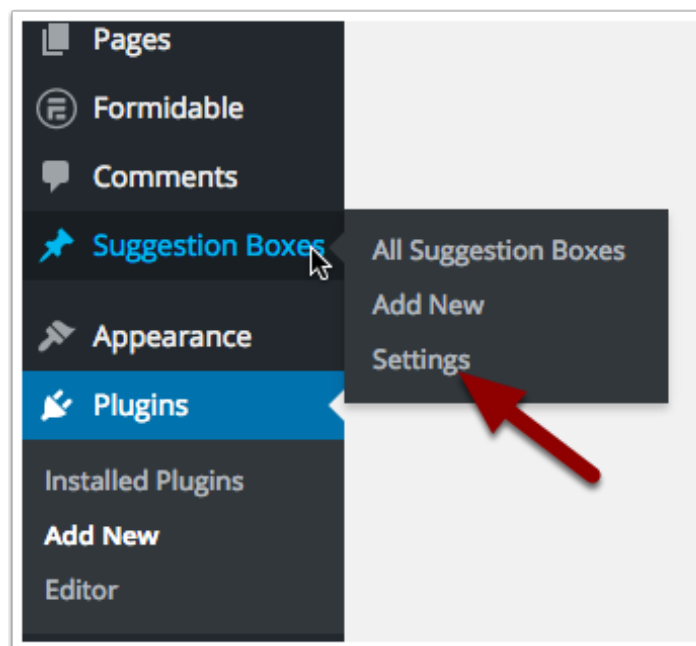 Pages
Formidable
Comments
Suggestion Boxes
All Suggestion Boxes
Add New
Settings
Appearance
Plugins
Installed Plugins
Add New
Editor